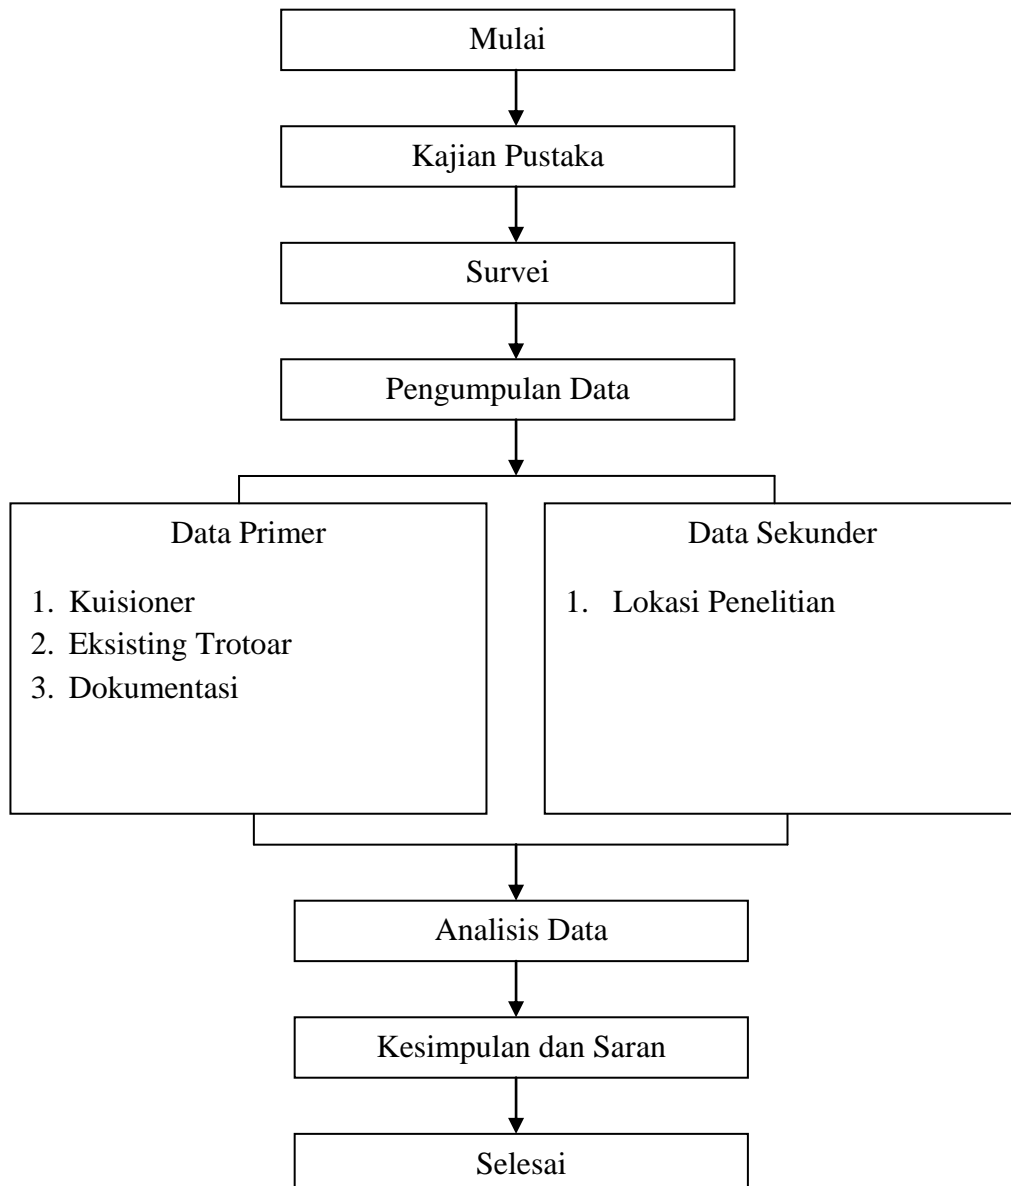 Mulai
Kajian Pustaka
Survei
Pengumpulan Data
Data Primer
1. Kuisioner
2. Eksisting Trotoar
3. Dokumentasi
Data Sekunder
1. Lokasi Penelitian
Analisis Data
Kesimpulan dan Saran
Selesai